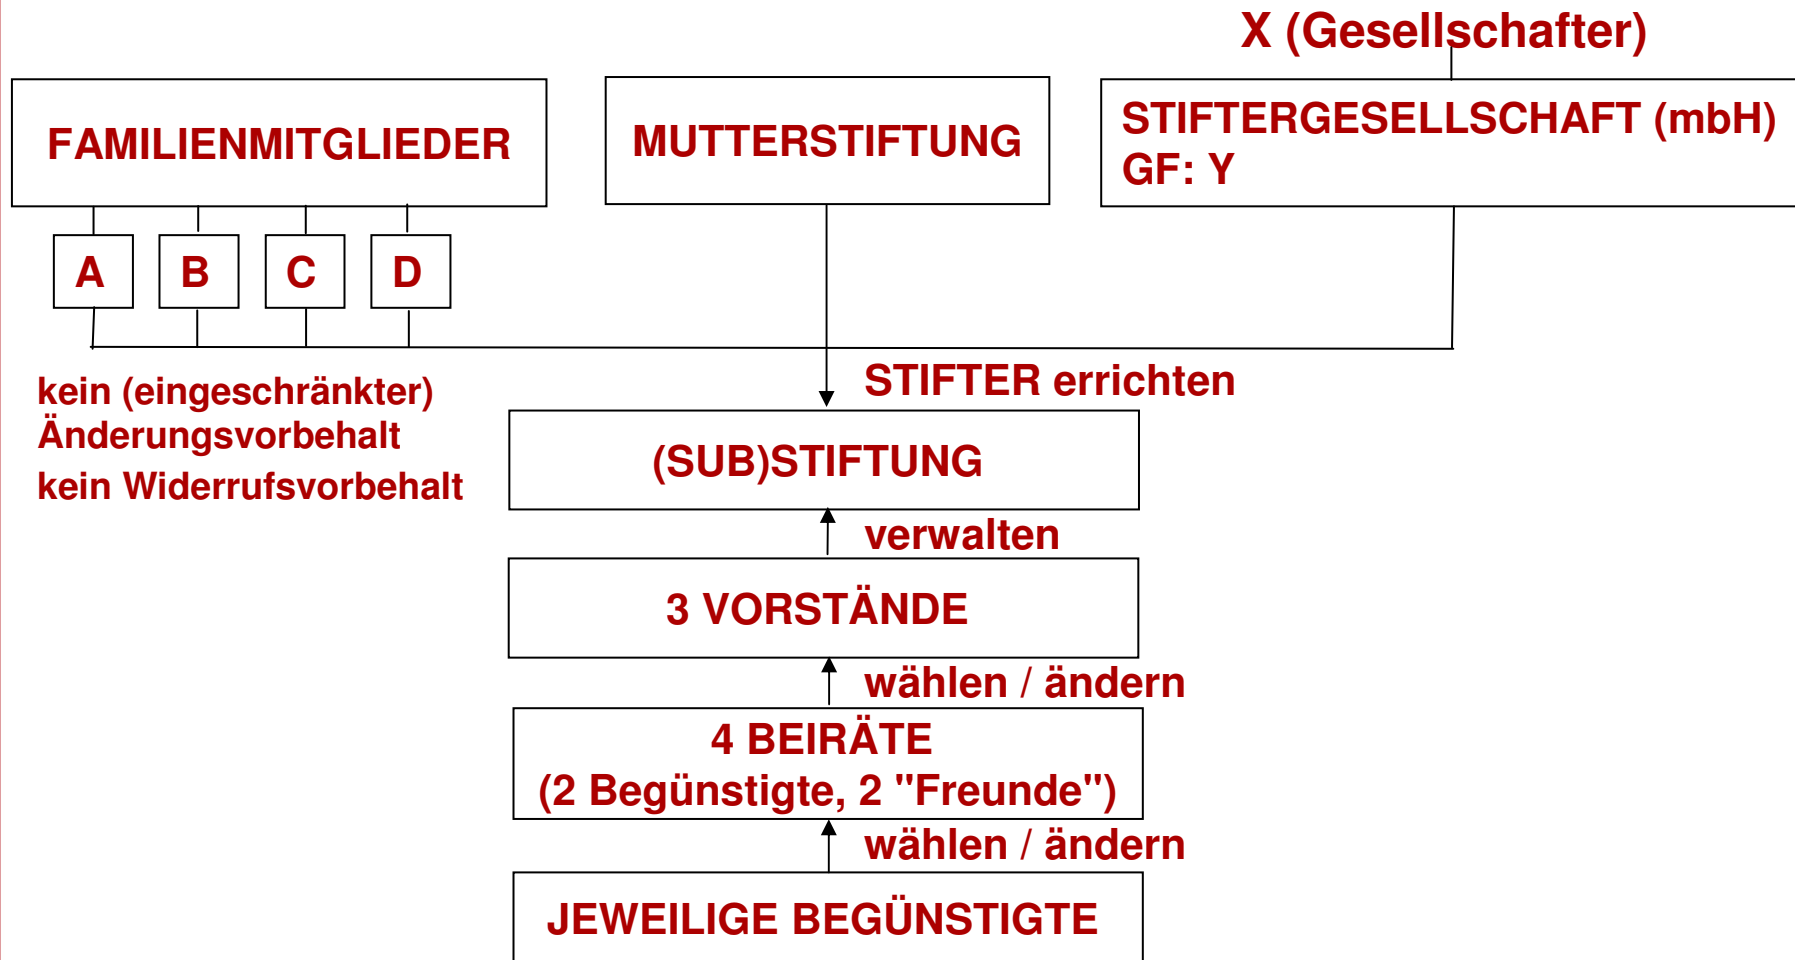 X (Gesellschafter)
FAMILIENMITGLIEDER
MUTTERSTIFTUNG
STIFTERGESELLSCHAFT (mbH)
GF: Y
A
B
C
D
kein (eingeschränkter)
Änderungsvorbehalt
kein Widerrufsvorbehalt
STIFTER errichten
(SUB)STIFTUNG
verwalten
3 VORSTÄNDE
wählen / ändern
4 BEIRÄTE
(2 Begünstigte, 2 "Freunde")
wählen / ändern
JEWEILIGE BEGÜNSTIGTE